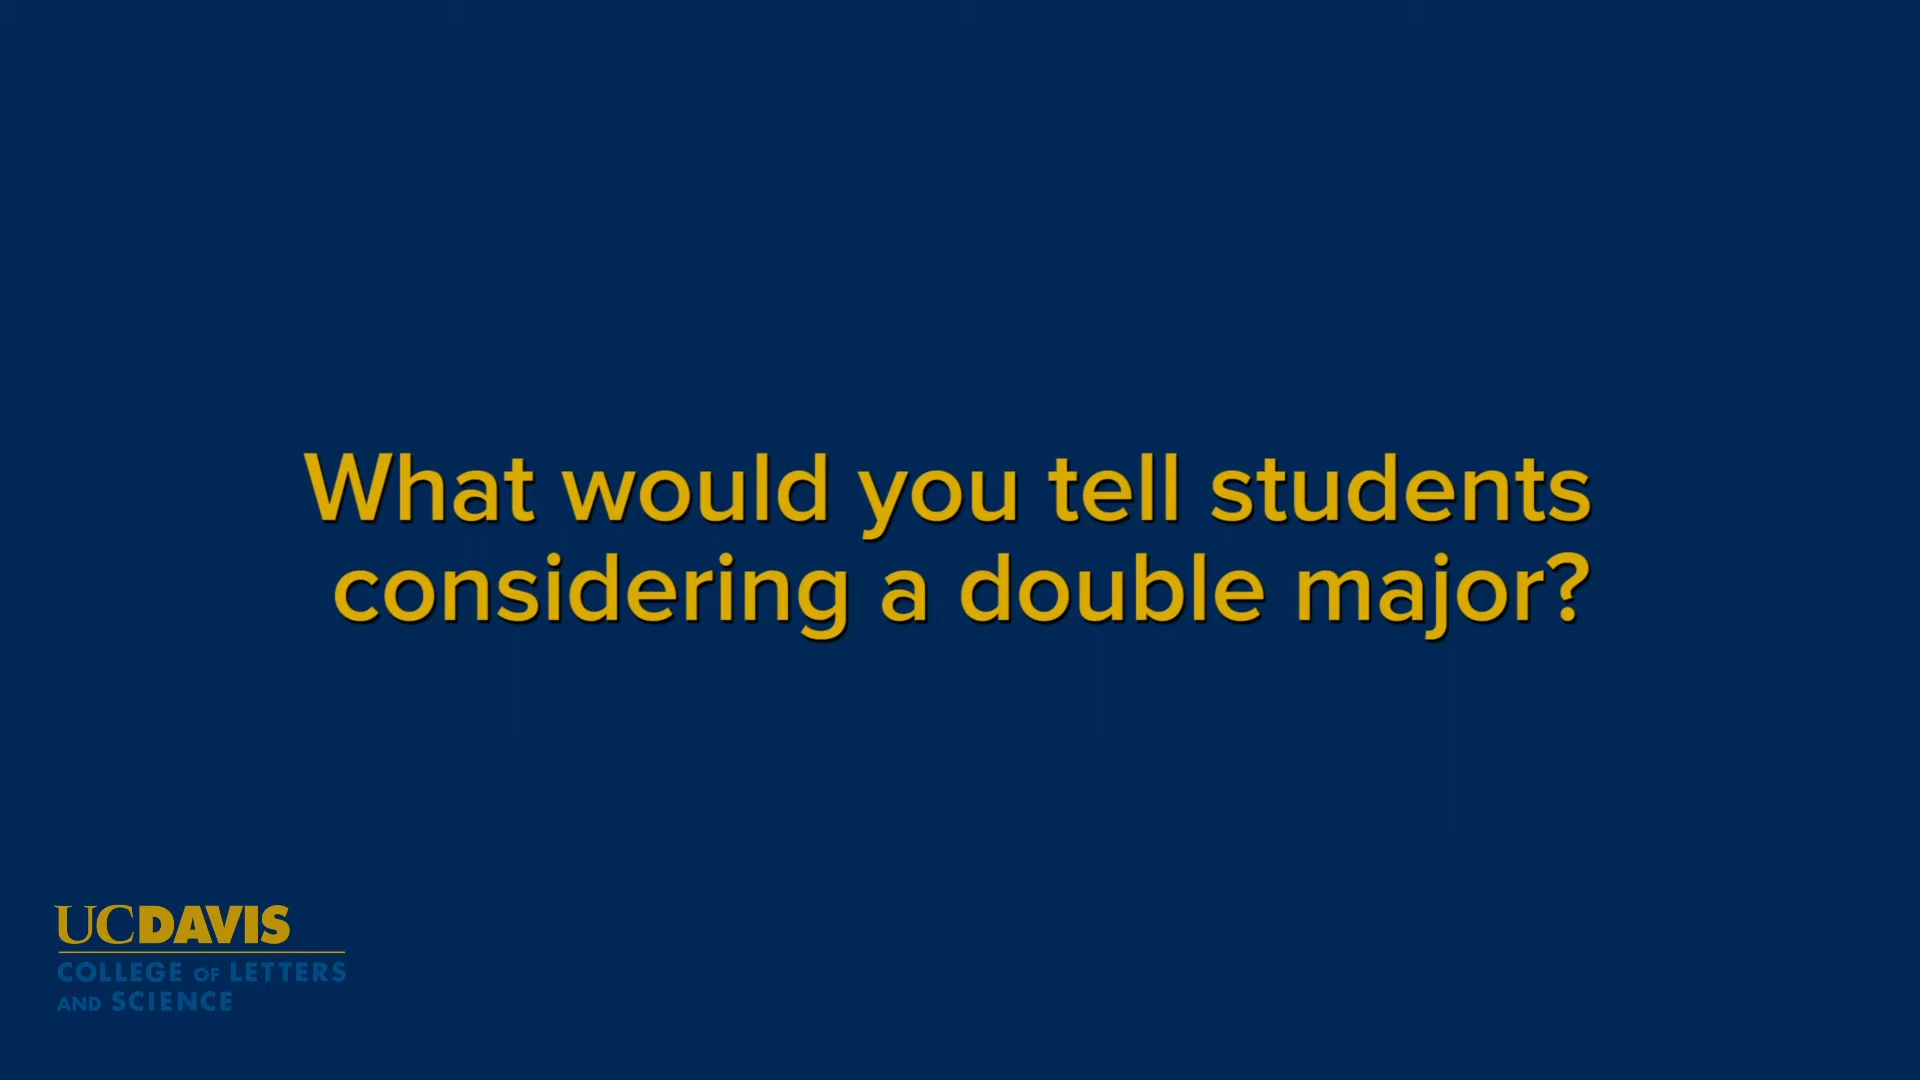 What would you tell students
considering a double major?
UCDAVIS
COLLEGE OF LETTERS
AND SCIENCE